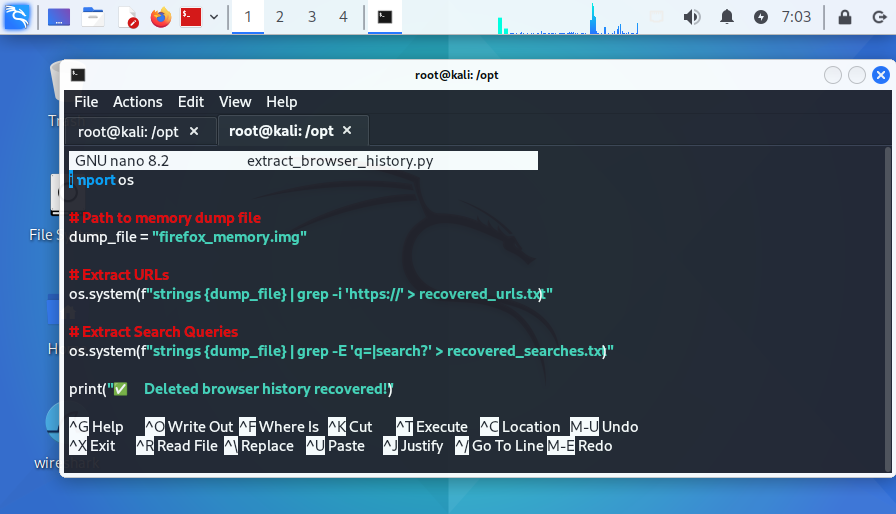 1 2 3 4 7:03
root@kali: /opt
File Actions Edit View Help
root@kali: /opt × root@kali: /opt ×
GNU nano 8.2 extract_browser_history.py
import os
# Path to memory dump file
dump_file = "firefox_memory.img"
# Extract URLs
os.system(f"strings {dump_file} | grep -i 'https://' > recovered_urls.txt")
# Extract Search Queries
os.system(f"strings {dump_file} | grep -E 'q=|search?' > recovered_searches.txt")
print("✅ Deleted browser history recovered!")
^G Help ^O Write Out ^F Where Is ^K Cut ^T Execute ^C Location M-U Undo
^X Exit ^R Read File ^\ Replace ^U Paste ^J Justify ^/ Go To Line M-E Redo
File S
H